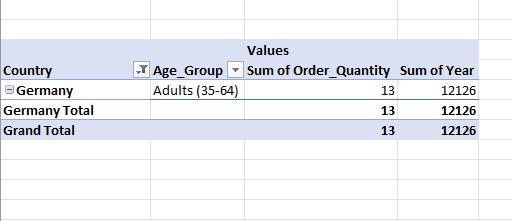 Values
Country Age_Group Sum of Order_Quantity Sum of Year
Germany Adults (35-64) 13 12126
Germany Total 13 12126
Grand Total 13 12126